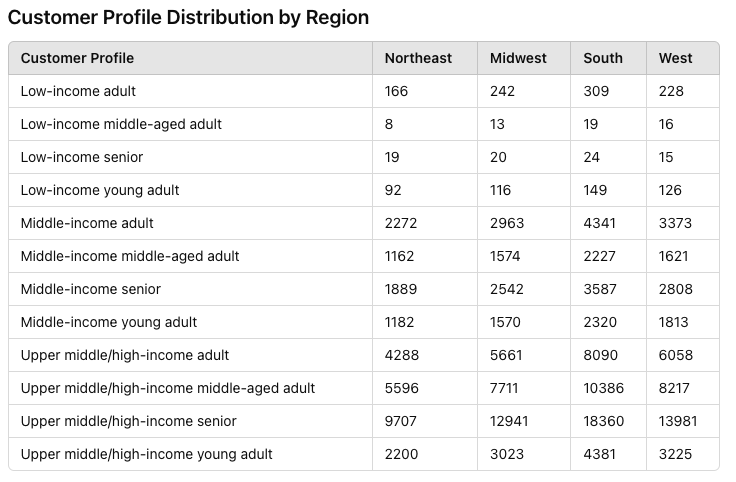 Customer Profile Distribution by Region
Customer Profile Northeast Midwest South West
Low-income adult 166 242 309 228
Low-income middle-aged adult 8 13 19 16
Low-income senior 19 20 24 15
Low-income young adult 92 116 149 126
Middle-income adult 2272 2963 4341 3373
Middle-income middle-aged adult 1162 1574 2227 1621
Middle-income senior 1889 2542 3587 2808
Middle-income young adult 1182 1570 2320 1813
Upper middle/high-income adult 4288 5661 8090 6058
Upper middle/high-income middle-aged adult 5596 7711 10386 8217
Upper middle/high-income senior 9707 12941 18360 13981
Upper middle/high-income young adult 2200 3023 4381 3225